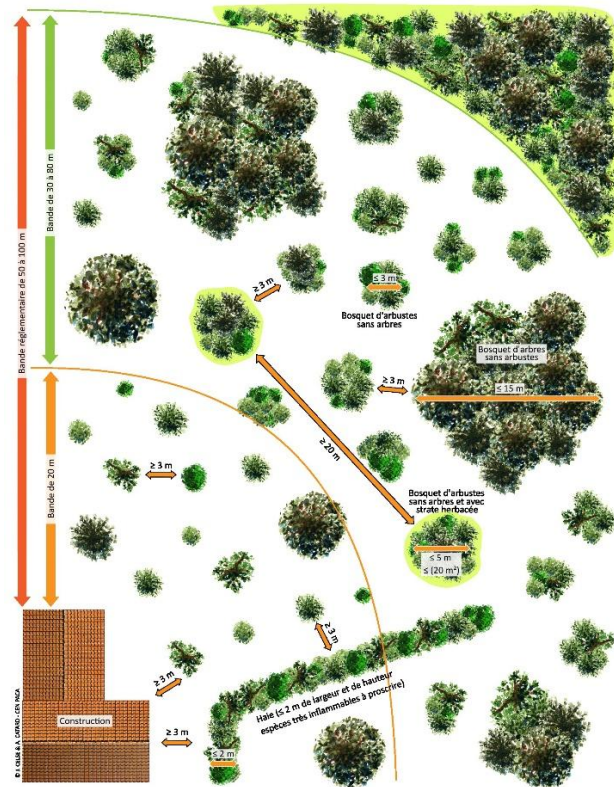 Bande réglementaire de 50 à 100 m
Bande de 30 à 80 m
≥ 3 m
≤ 3 m
Bosquet d'arbustes
sans arbres
Bosquet d'arbres
sans arbustes
≤ 15 m
≥ 3 m
≥ 20 m
Bande de 20 m
≥ 3 m
Bosquet d'arbustes
sans arbres et avec
strate herbacée
≤ 5 m
≤ (20 m²)
≥ 3 m
≥ 3 m
Construction
≥ 3 m
Haie (≤ 2 m de largeur et de hauteur
espèces très inflammables à proscrire)
≤ 2 m
CEN PACA